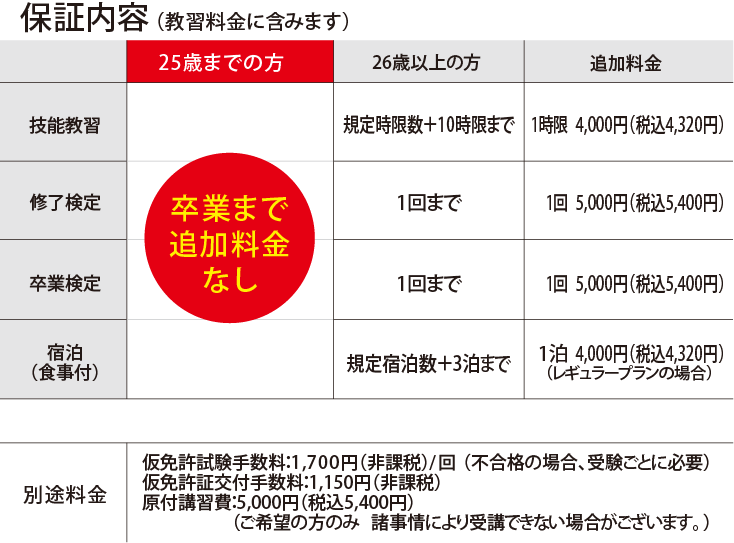 保証内容（教習料金に含みます）
25歳までの方 26歳以上の方 追加料金
技能教習 規定時限数＋10時限まで 1時限 4,000円（税込4,320円）
修了検定 1回まで 1回 5,000円（税込5,400円）
卒業まで
追加料金
なし
卒業検定 1回まで 1回 5,000円（税込5,400円）
宿泊
（食事付） 規定宿泊数＋3泊まで 1泊 4,000円（税込4,320円）
（レギュラープランの場合）
別途料金
仮免許試験手数料：1,700円（非課税）/回（不合格の場合、受験ごとに必要）
仮免許証交付手数料：1,150円（非課税）
原付講習費：5,000円（税込5,400円）
（ご希望の方のみ 諸事情により受講できない場合がございます。）